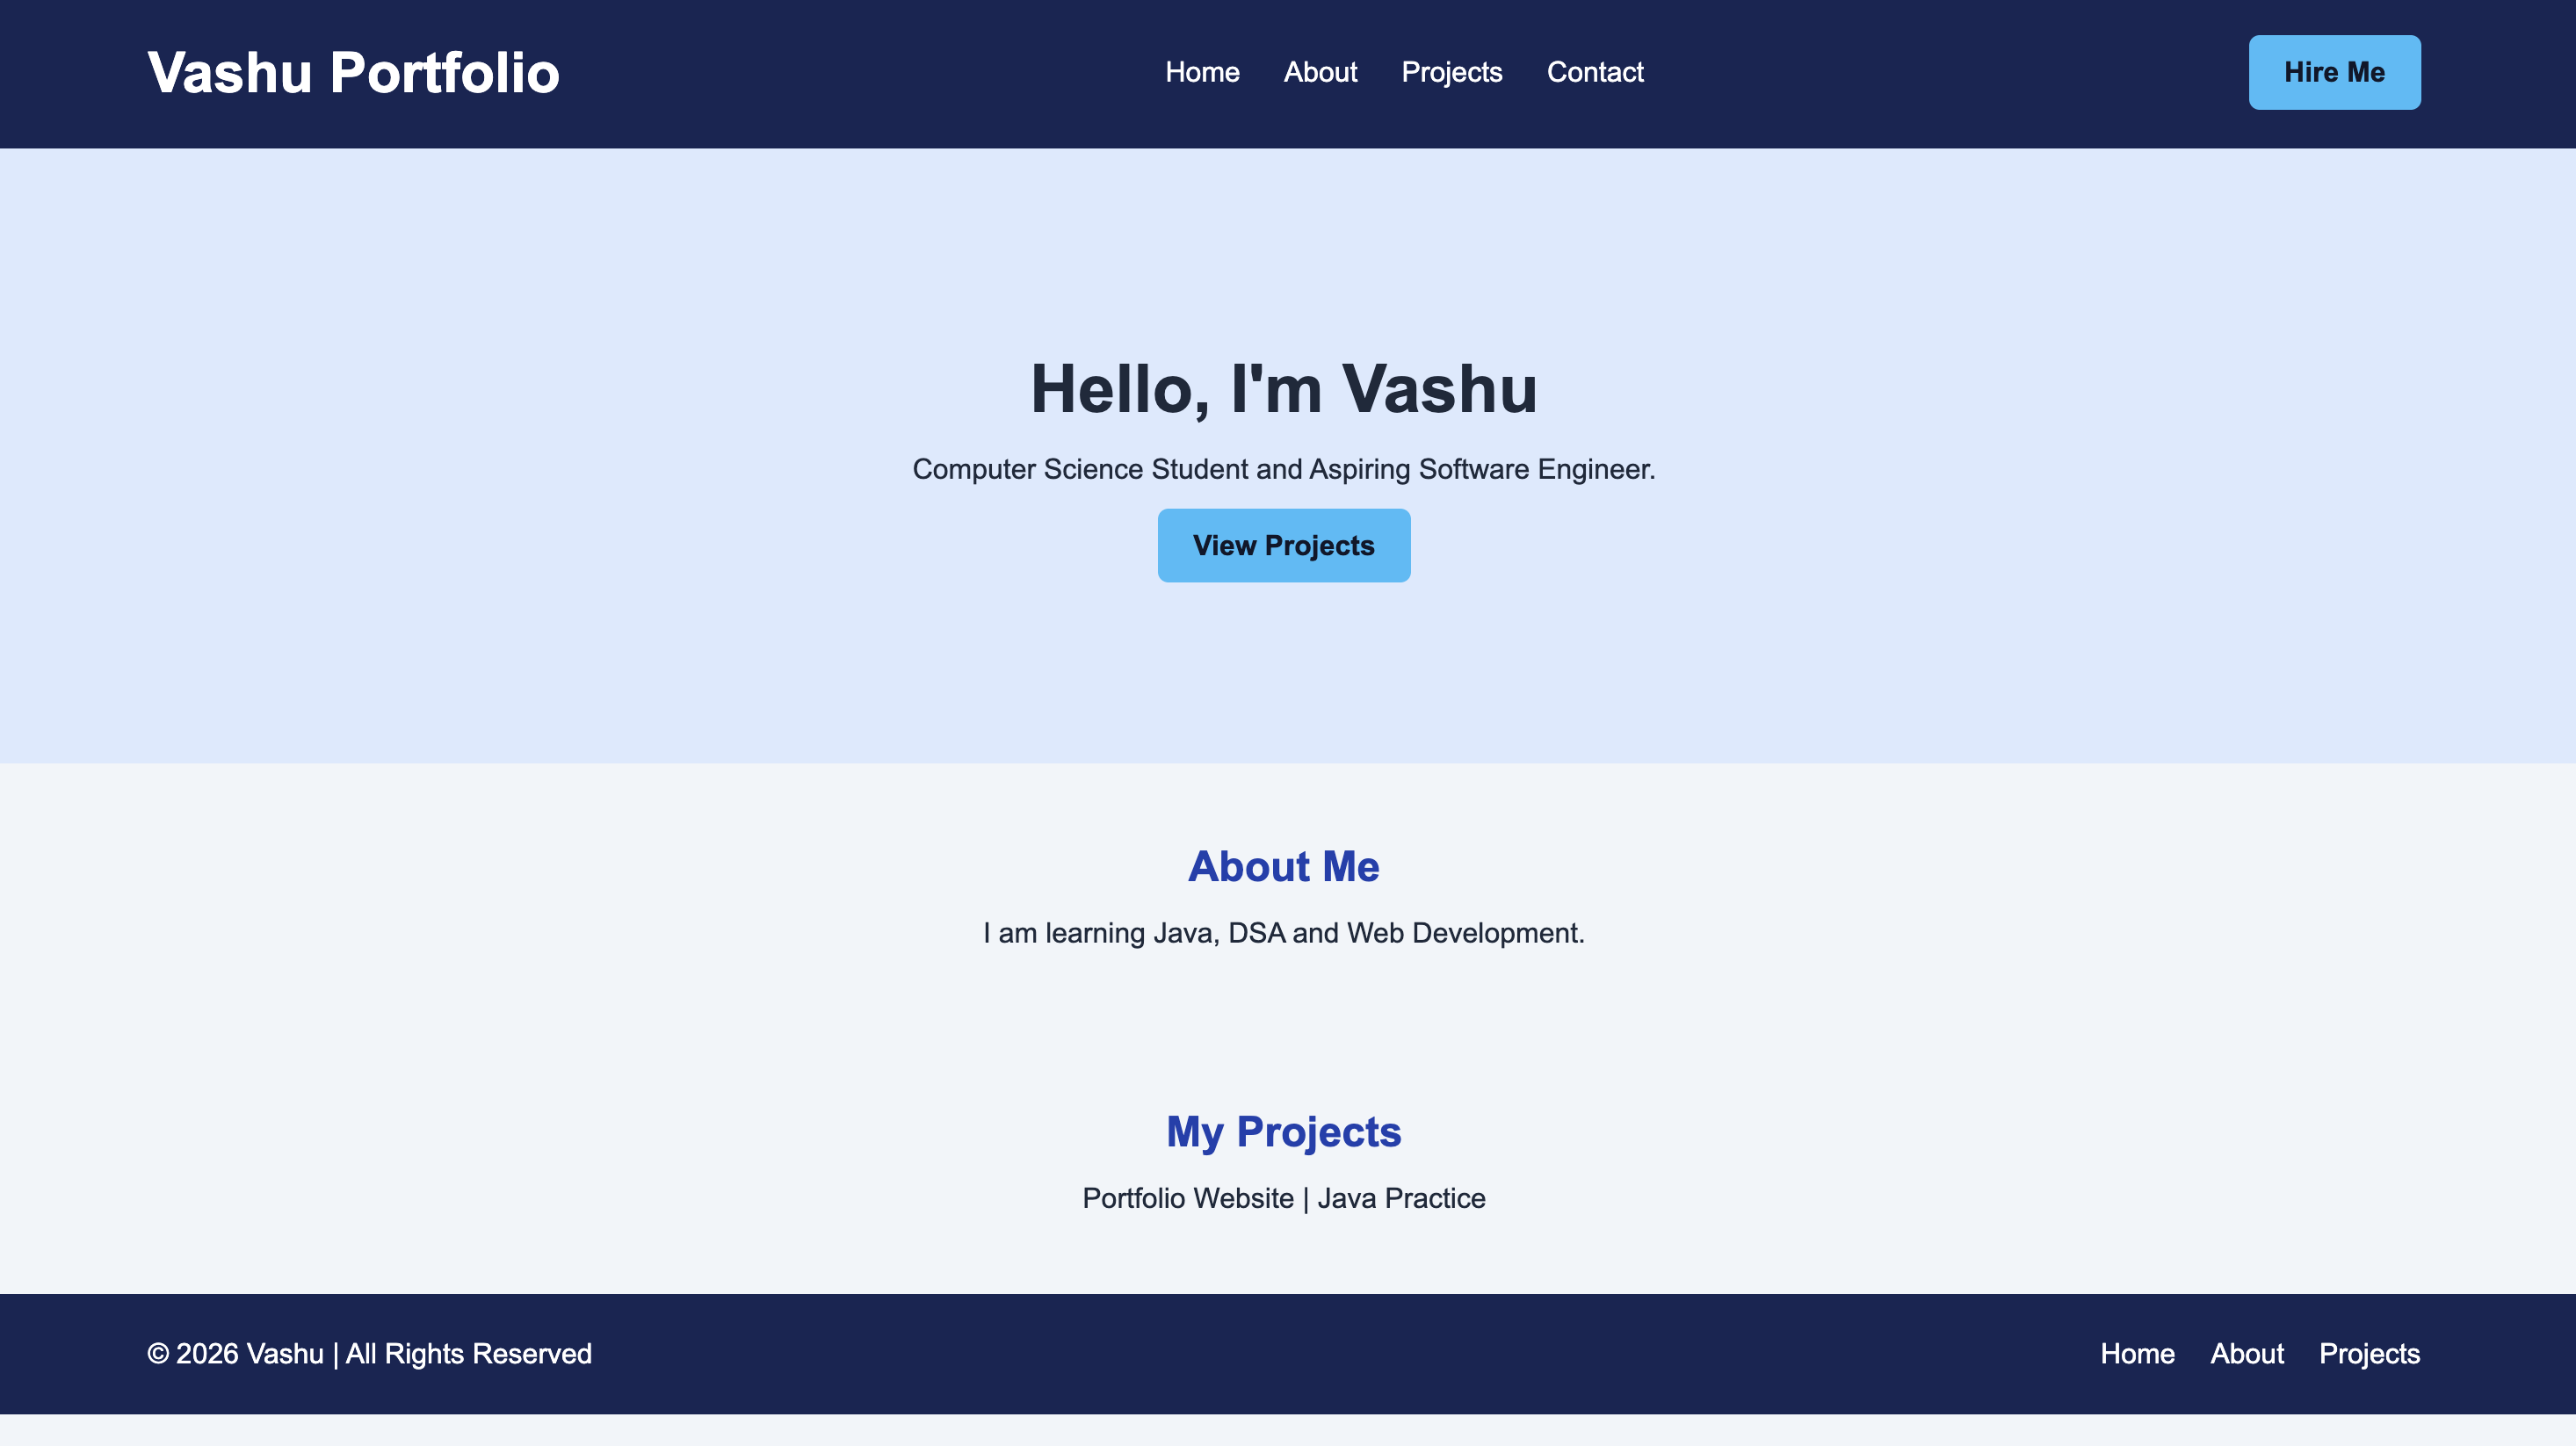 Vashu Portfolio
Home About Projects Contact
Hire Me
Hello, I'm Vashu
Computer Science Student and Aspiring Software Engineer.
View Projects
About Me
I am learning Java, DSA and Web Development.
My Projects
Portfolio Website | Java Practice
© 2026 Vashu | All Rights Reserved
Home About Projects